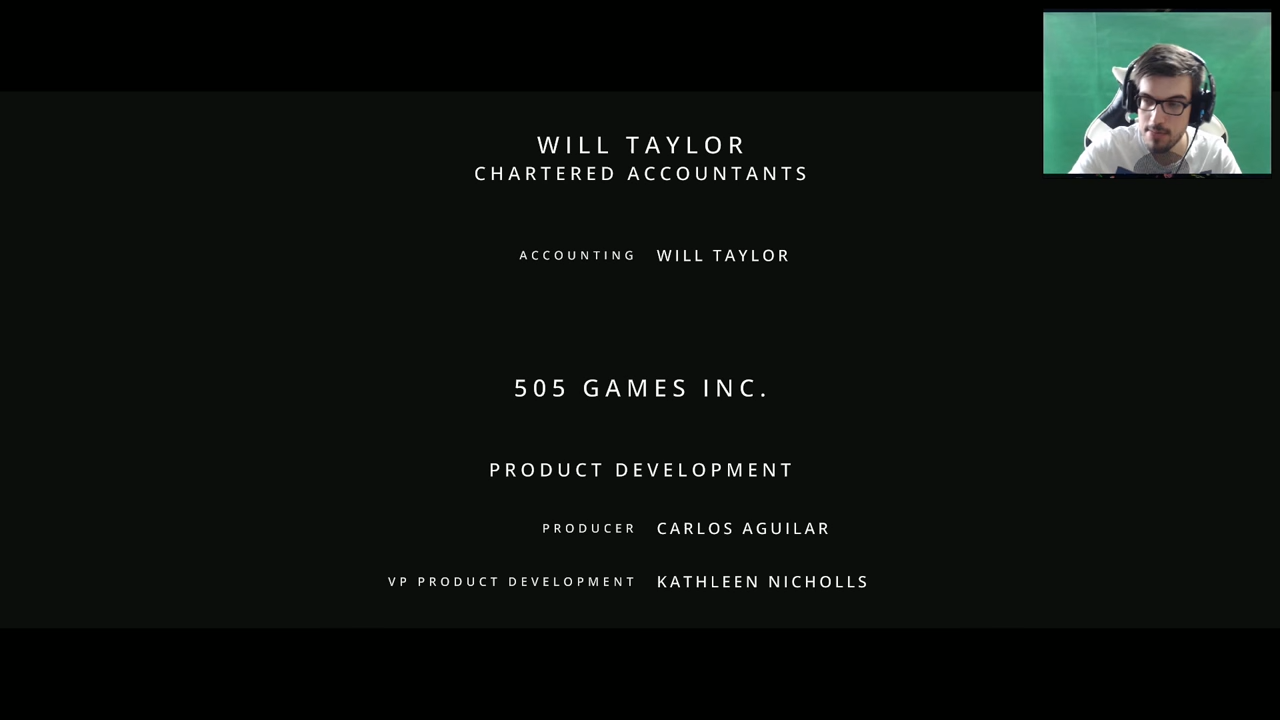 WILL TAYLOR
CHARTERED ACCOUNTANTS
ACCOUNTING WILL TAYLOR
505 GAMES INC.
PRODUCT DEVELOPMENT
PRODUCER CARLOS AGUILAR
VP PRODUCT DEVELOPMENT KATHLEEN NICHOLLS